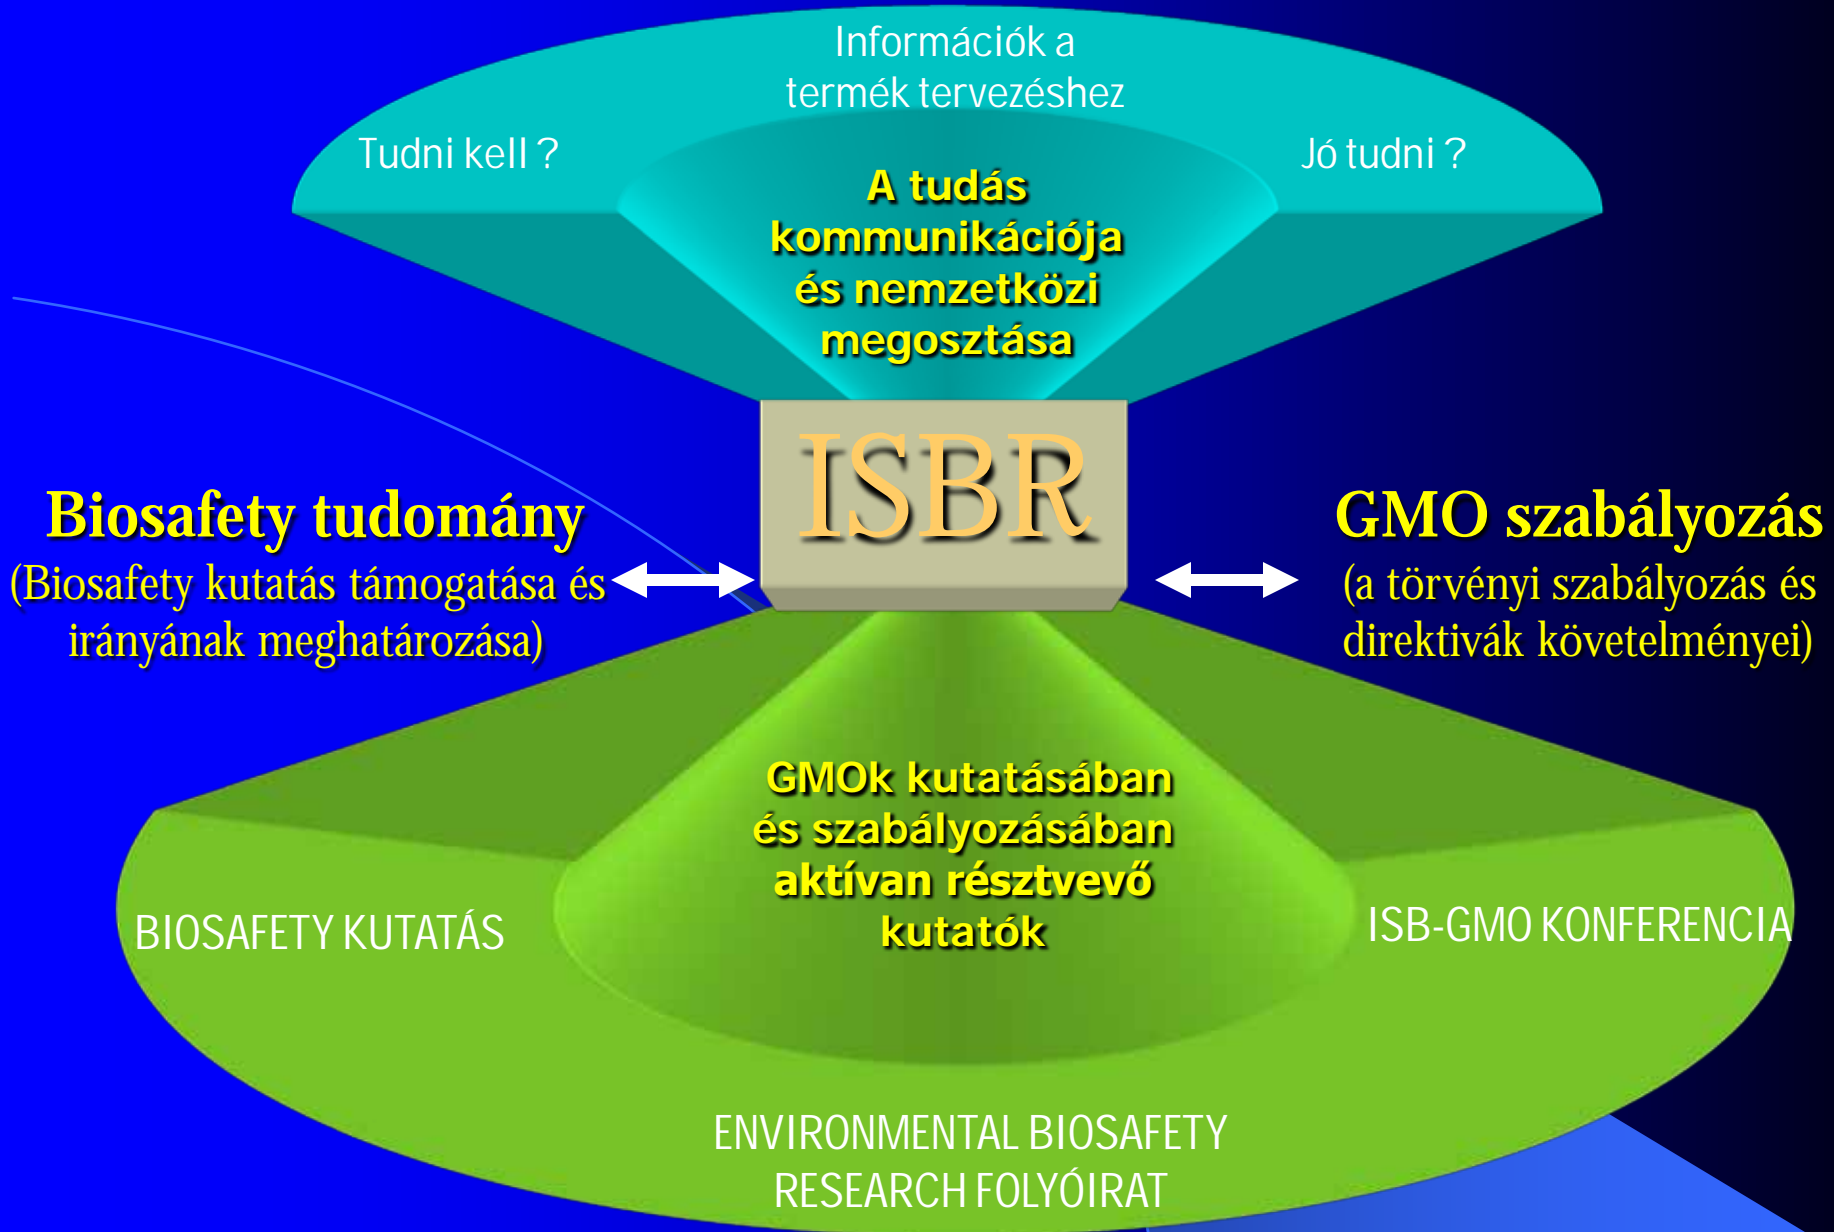 Információk a
termék tervezéshez
Tudni kell ?
Jó tudni ?
A tudás
kommunikációja
és nemzetközi
megosztása
ISBR
Biosafety tudomány
(Biosafety kutatás támogatása és
irányának meghatározása)
GMO szabályozás
(a törvényi szabályozás és
direktivák követelményei)
GMOk kutatásában
és szabályozásában
aktívan résztvevő
kutatók
BIOSAFETY KUTATÁS
ISB-GMO KONFERENCIA
ENVIRONMENTAL BIOSAFETY
RESEARCH FOLYÓIRAT